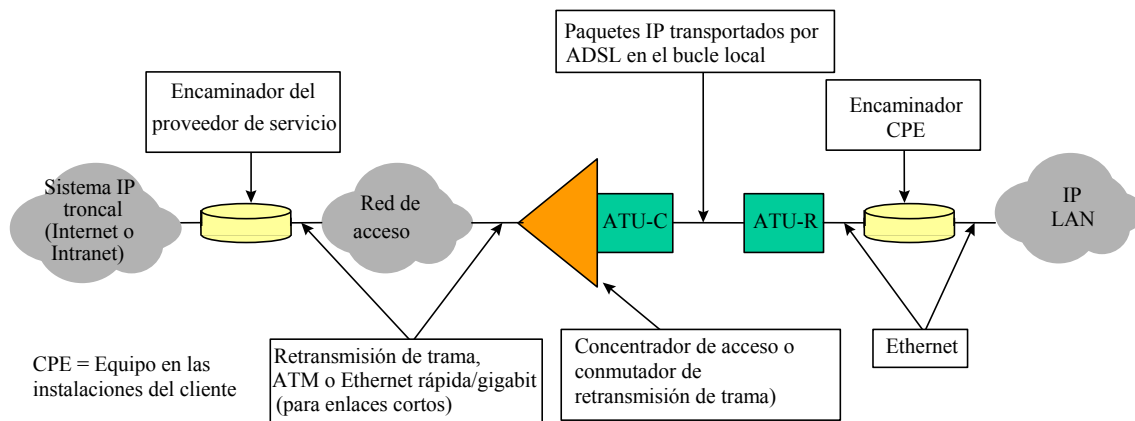 Paquetes IP transportados por
ADSL en el bucle local
Encaminador del
proveedor de servicio
Encaminador
CPE
Sistema IP
troncal
(Internet o
Intranet)
Red de
acceso
ATU-C
ATU-R
IP
LAN
CPE = Equipo en las
instalaciones del cliente
Retransmisión de trama,
ATM o Ethernet rápida/gigabit
(para enlaces cortos)
Concentrador de acceso o
conmutador de
retransmisión de trama)
Ethernet